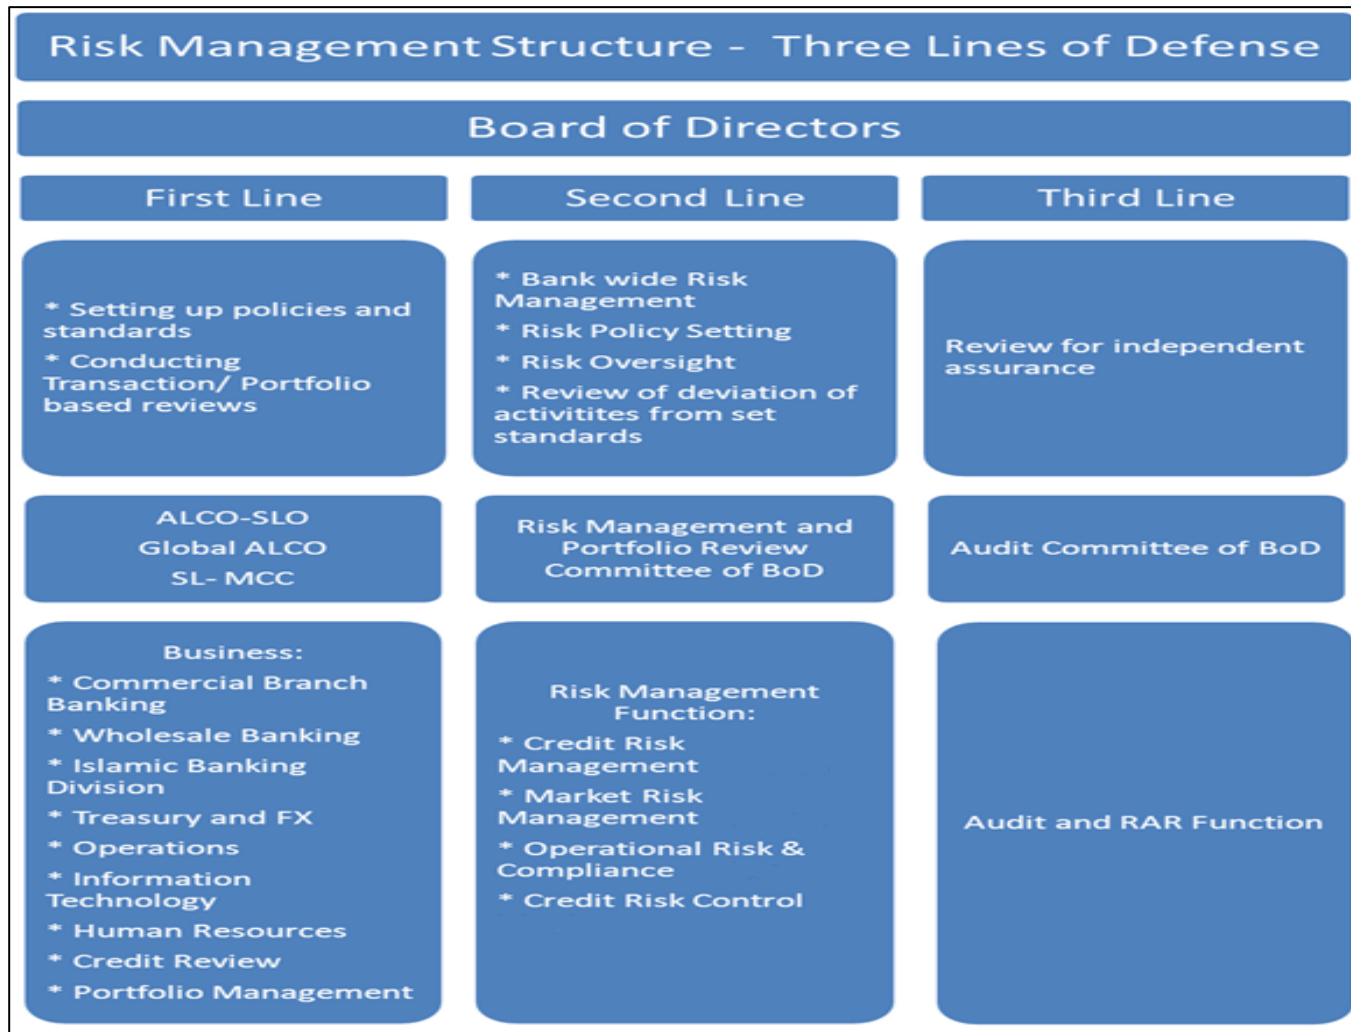 Risk Management Structure - Three Lines of Defense
Board of Directors
First Line
* Setting up policies and
standards
* Conducting
Transaction/ Portfolio
based reviews
ALCO-SLO
Global ALCO
SL- MCC
Business:
* Commercial Branch
Banking
* Wholesale Banking
* Islamic Banking
Division
* Treasury and FX
* Operations
* Information
Technology
* Human Resources
* Credit Review
* Portfolio Management
Second Line
* Bank wide Risk
Management
* Risk Policy Setting
* Risk Oversight
* Review of deviation of
activitites from set
standards
Risk Management and
Portfolio Review
Committee of BoD
Risk Management
Function:
* Credit Risk
Management
* Market Risk
Management
* Operational Risk &
Compliance
* Credit Risk Control
Third Line
Review for independent
assurance
Audit Committee of BoD
Audit and RAR Function